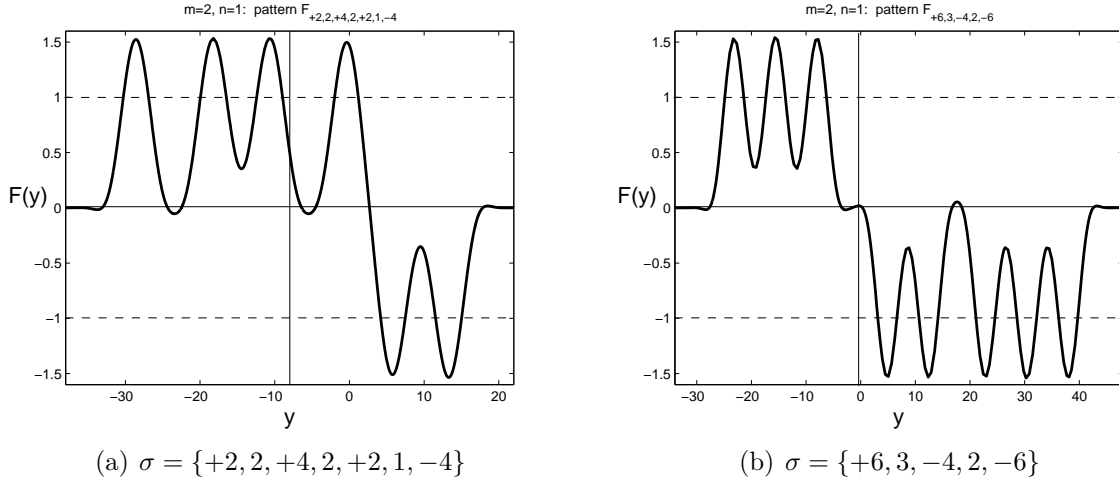 m=2, n=1:  pattern F+2,2,+4,2,+2,1,−4
1.5
1
0.5
0
−0.5
−1
−1.5
F(y)
−30 −20 −10 0 10 20
y
(a) σ = {+2, 2, +4, 2, +2, 1, −4}
m=2, n=1:  pattern F+6,3,−4,2,−6
1.5
1
0.5
0
−0.5
−1
−1.5
F(y)
−30 −20 −10 0 10 20 30 40
y
(b) σ = {+6, 3, −4, 2, −6}